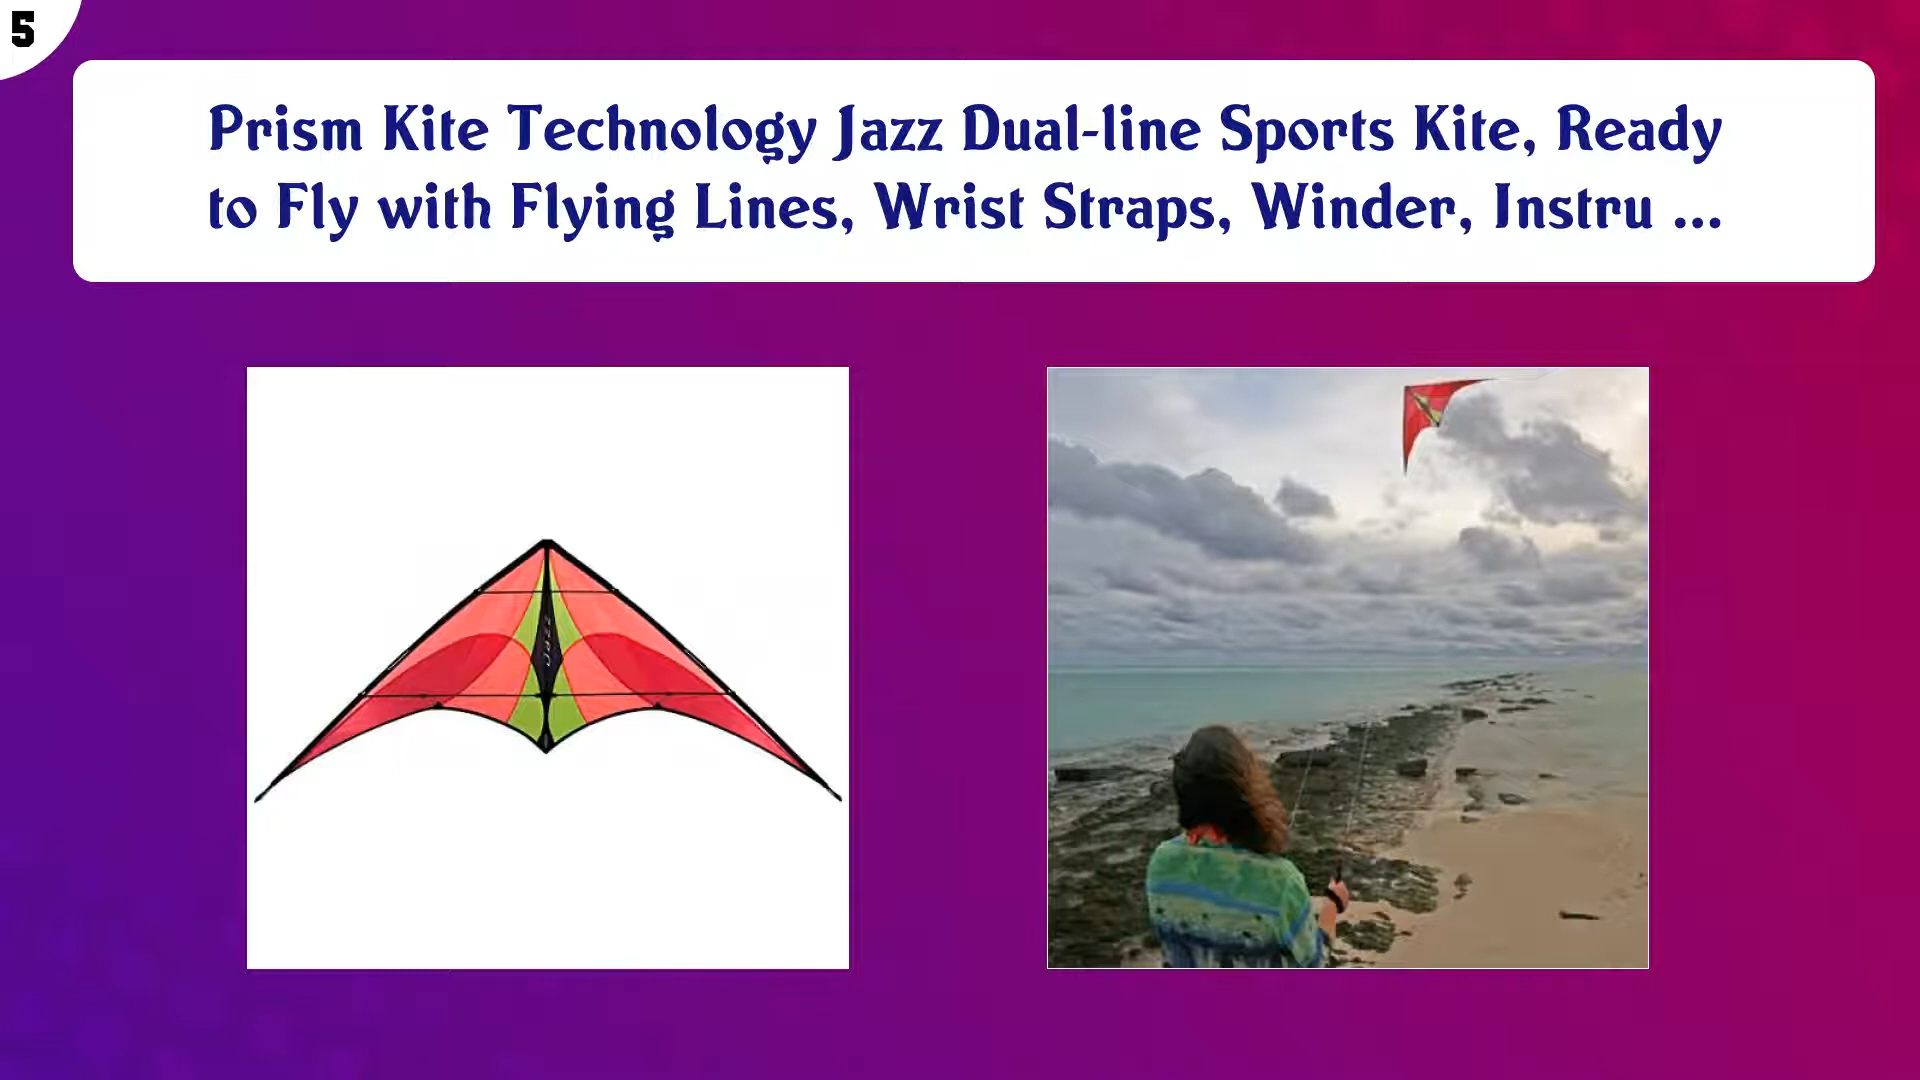 5
Prism Kite Technology Jazz Dual-line Sports Kite, Ready
to Fly with Flying Lines, Wrist Straps, Winder, Instru ...
JAZZ